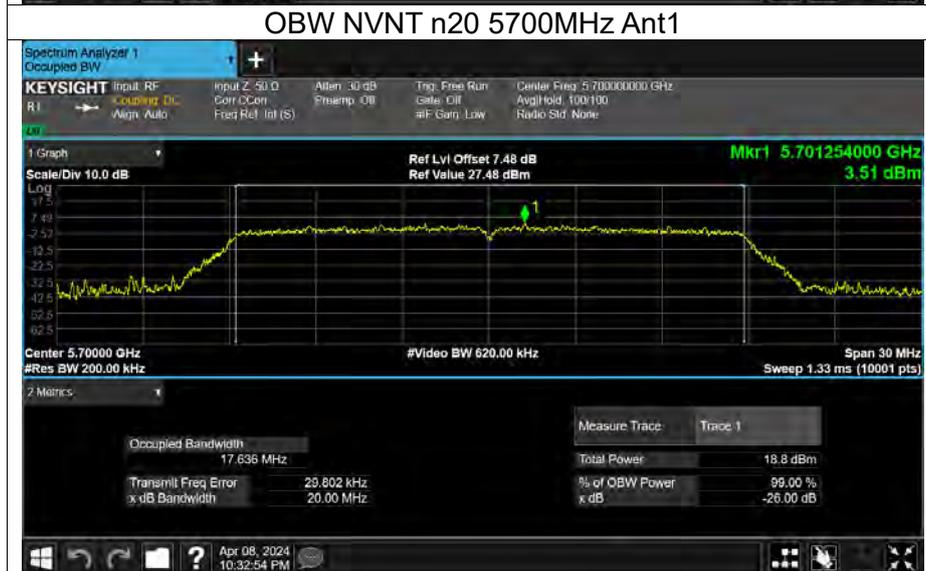 OBW NVNT n20 5700MHz Ant1
Spectrum Analyzer 1
Occupied BW
KEYSIGHT Input: RF Input Z: 50 Ω Atten: 30 dB Trig: Free Run Center Freq: 5.700000000 GHz
Coupling: DC Corr CCorr Preamp: Off Gate: Off Avg|Hold: 100/100
Align: Auto Freq Ref: Int (S) #IF Gain: Low Radio Std: None
1 Graph
Ref Lvl Offset 7.48 dB
Mkr1 5.701254000 GHz
Scale/Div 10.0 dB
Ref Value 27.48 dBm
3.51 dBm
Log
17.5
7.48
-2.52
-12.5
-22.5
-32.5
-42.5
-52.5
-62.5
1
Center 5.70000 GHz
#Video BW 620.00 kHz
Span 30 MHz
#Res BW 200.00 kHz
Sweep 1.33 ms (10001 pts)
2 Metrics
Measure Trace Trace 1
Occupied Bandwidth
17.636 MHz
Total Power 18.8 dBm
Transmit Freq Error 29.802 kHz
% of OBW Power 99.00 %
x dB Bandwidth 20.00 MHz
x dB -26.00 dB
Apr 08, 2024
10:32:54 PM